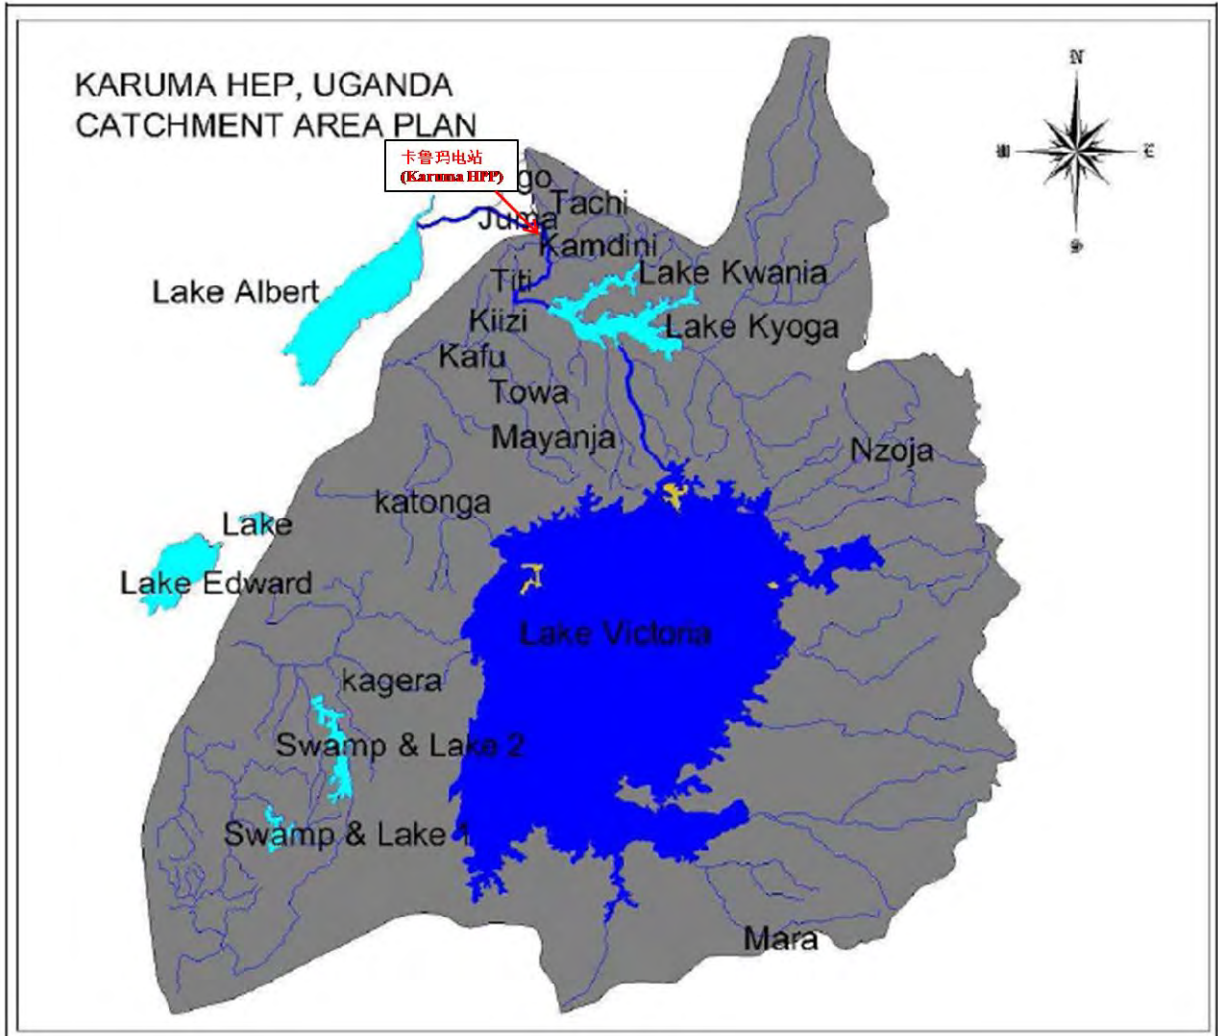 KARUMA HEP, UGANDA
CATCHMENT AREA PLAN
N
W
E
S
卡鲁玛电站
(Karuma HPP)
go
Tachi
Juma
Kamdini
Lake Kwania
Titi
Lake Albert
Kiizi
Lake Kyoga
Kafu
Towa
Mayanja
Nzoja
katonga
Lake
Lake Edward
Lake Victoria
kagera
Swamp & Lake 2
Swamp & Lake 1
Mara